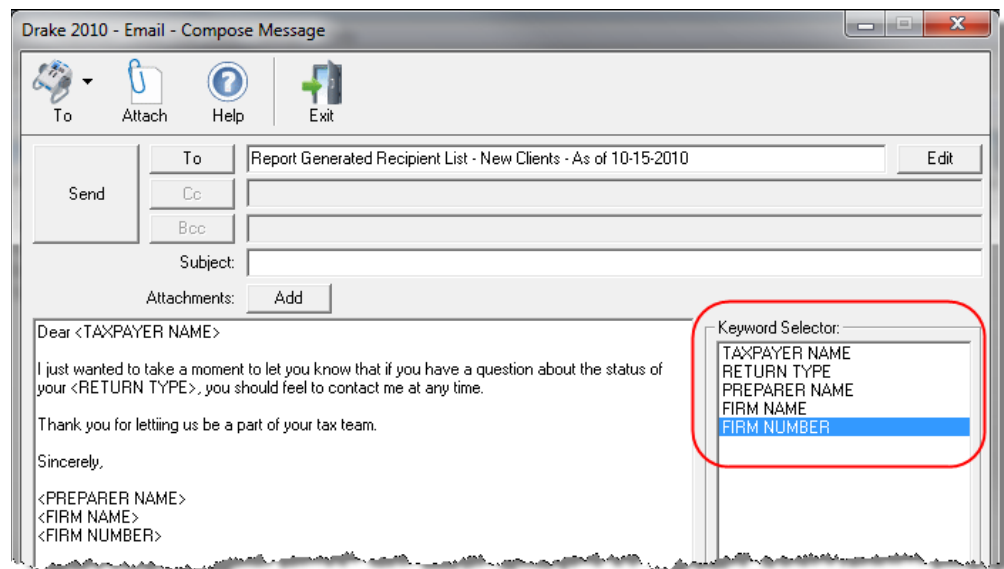 Drake 2010 - Email - Compose Message
To Attach Help Exit
To Report Generated Recipient List - New Clients - As of 10-15-2010 Edit
Send
Cc
Bcc
Subject:
Attachments: Add
Dear <TAXPAYER NAME>
I just wanted to take a moment to let you know that if you have a question about the status of
your <RETURN TYPE>, you should feel to contact me at any time.
Thank you for lettiing us be a part of your tax team.
Sincerely,
<PREPARER NAME>
<FIRM NAME>
<FIRM NUMBER>
Keyword Selector:
TAXPAYER NAME
RETURN TYPE
PREPARER NAME
FIRM NAME
FIRM NUMBER